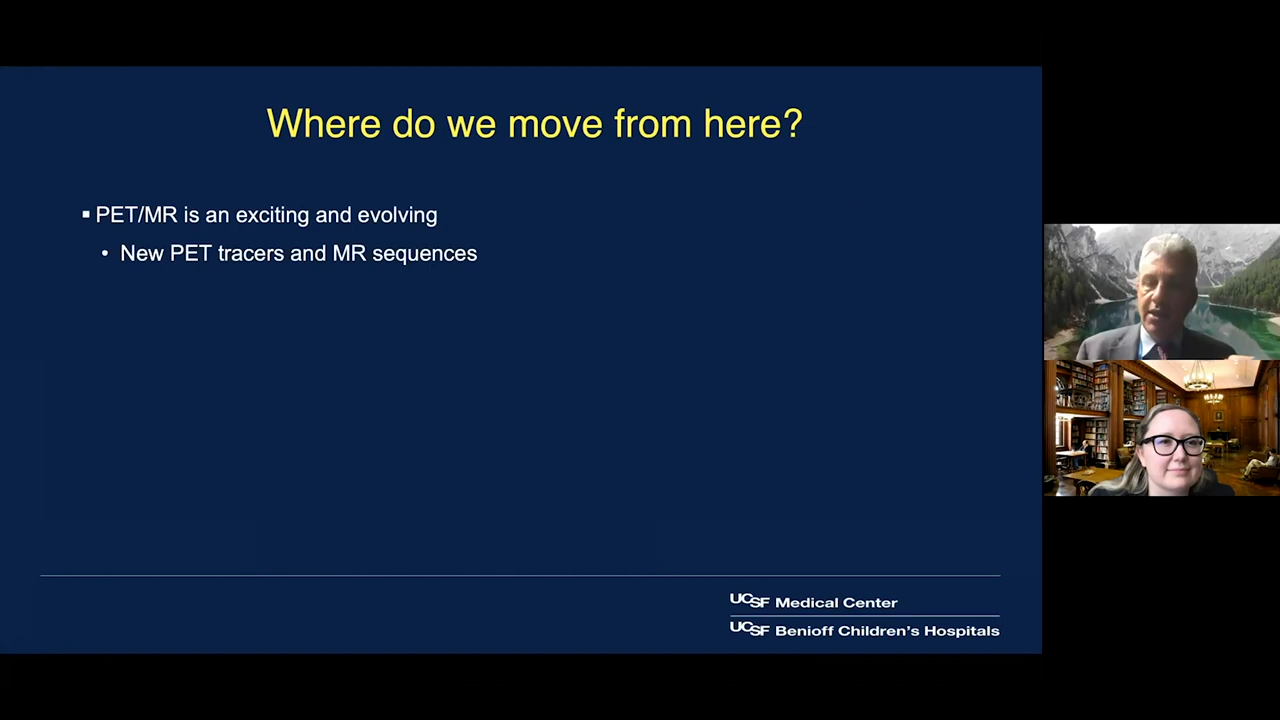 Where do we move from here?
▪ PET/MR is an exciting and evolving
• New PET tracers and MR sequences
UCSF Medical Center
UCSF Benioff Children's Hospitals